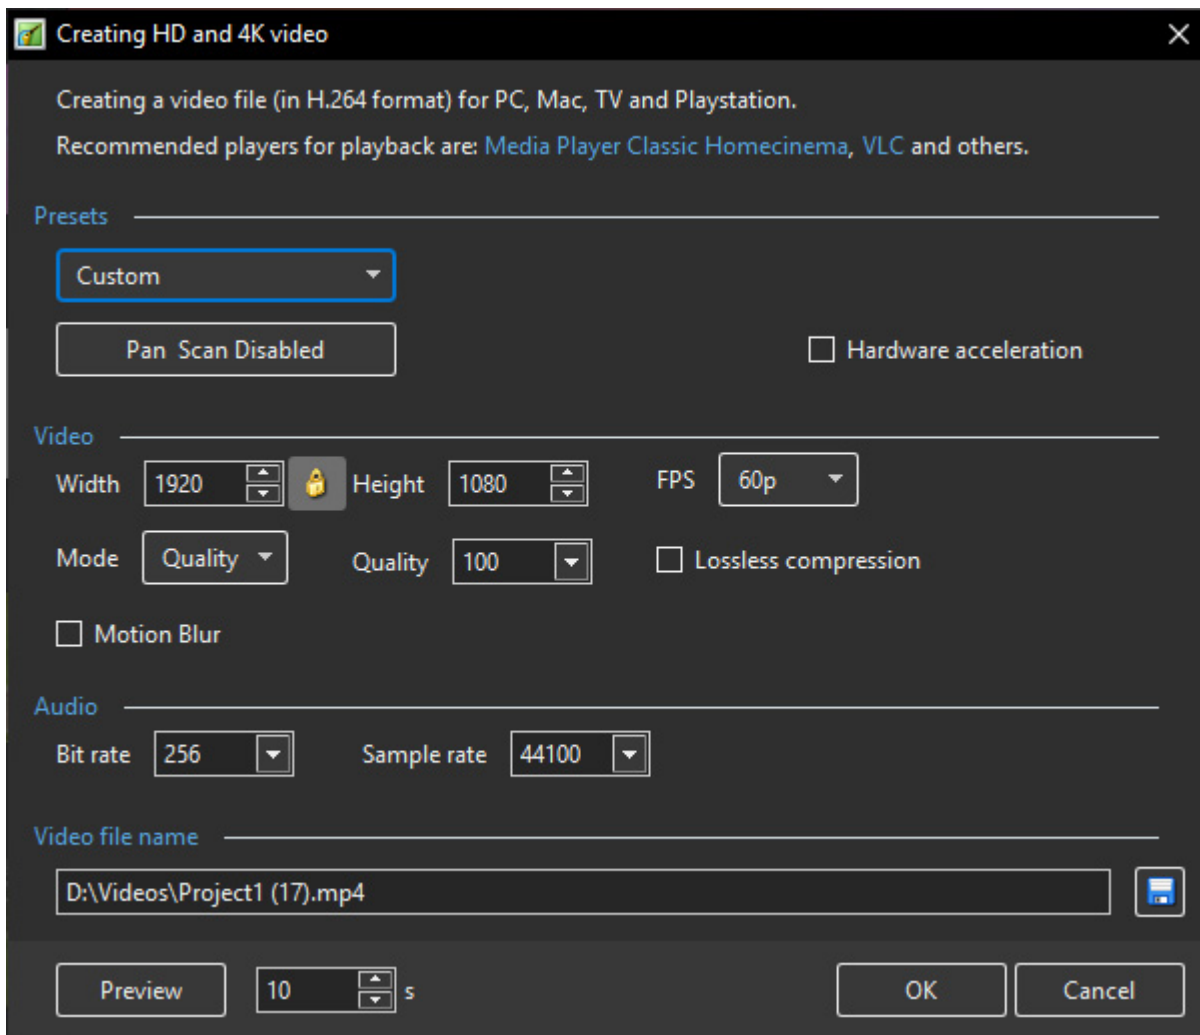 Creating HD and 4K video
Creating a video file (in H.264 format) for PC, Mac, TV and Playstation.
Recommended players for playback are: Media Player Classic Homecinema, VLC and others.
Presets
Custom
Pan Scan Disabled
Hardware acceleration
Video
Width 1920 Height 1080 FPS 60p
Mode Quality Quality 100 Lossless compression
Motion Blur
Audio
Bit rate 256 Sample rate 44100
Video file name
D:\Videos\Project1 (17).mp4
Preview 10 s OK Cancel